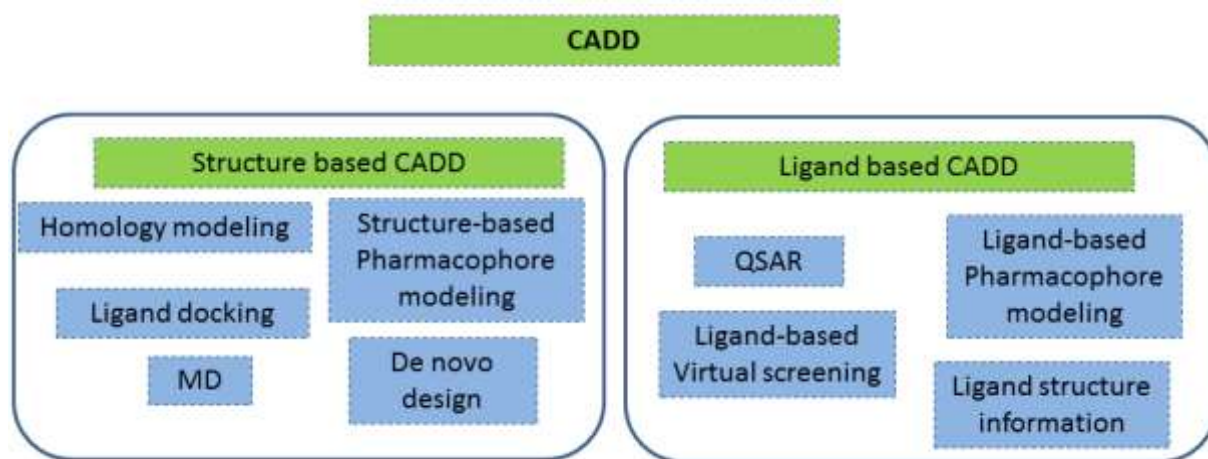 CADD
Structure based CADD
Homology modeling
Structure-based
Pharmacophore
modeling
Ligand docking
MD
De novo
design
Ligand based CADD
QSAR
Ligand-based
Pharmacophore
modeling
Ligand-based
Virtual screening
Ligand structure
information